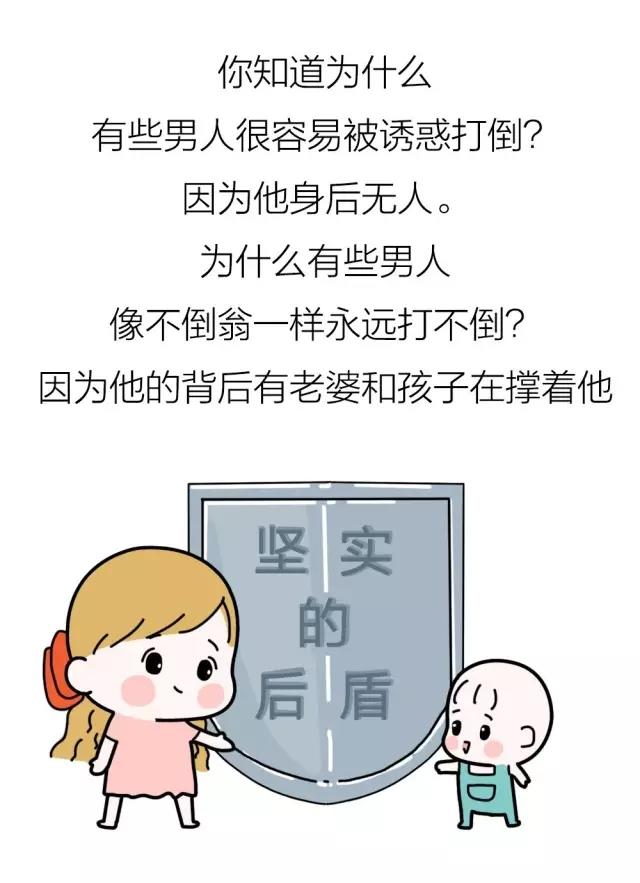 你知道为什么
有些男人很容易被诱惑打倒？
因为他身后无人。
为什么有些男人
像不倒翁一样永远打不倒？
因为他的背后有老婆和孩子在撑着他
坚实
的
后盾